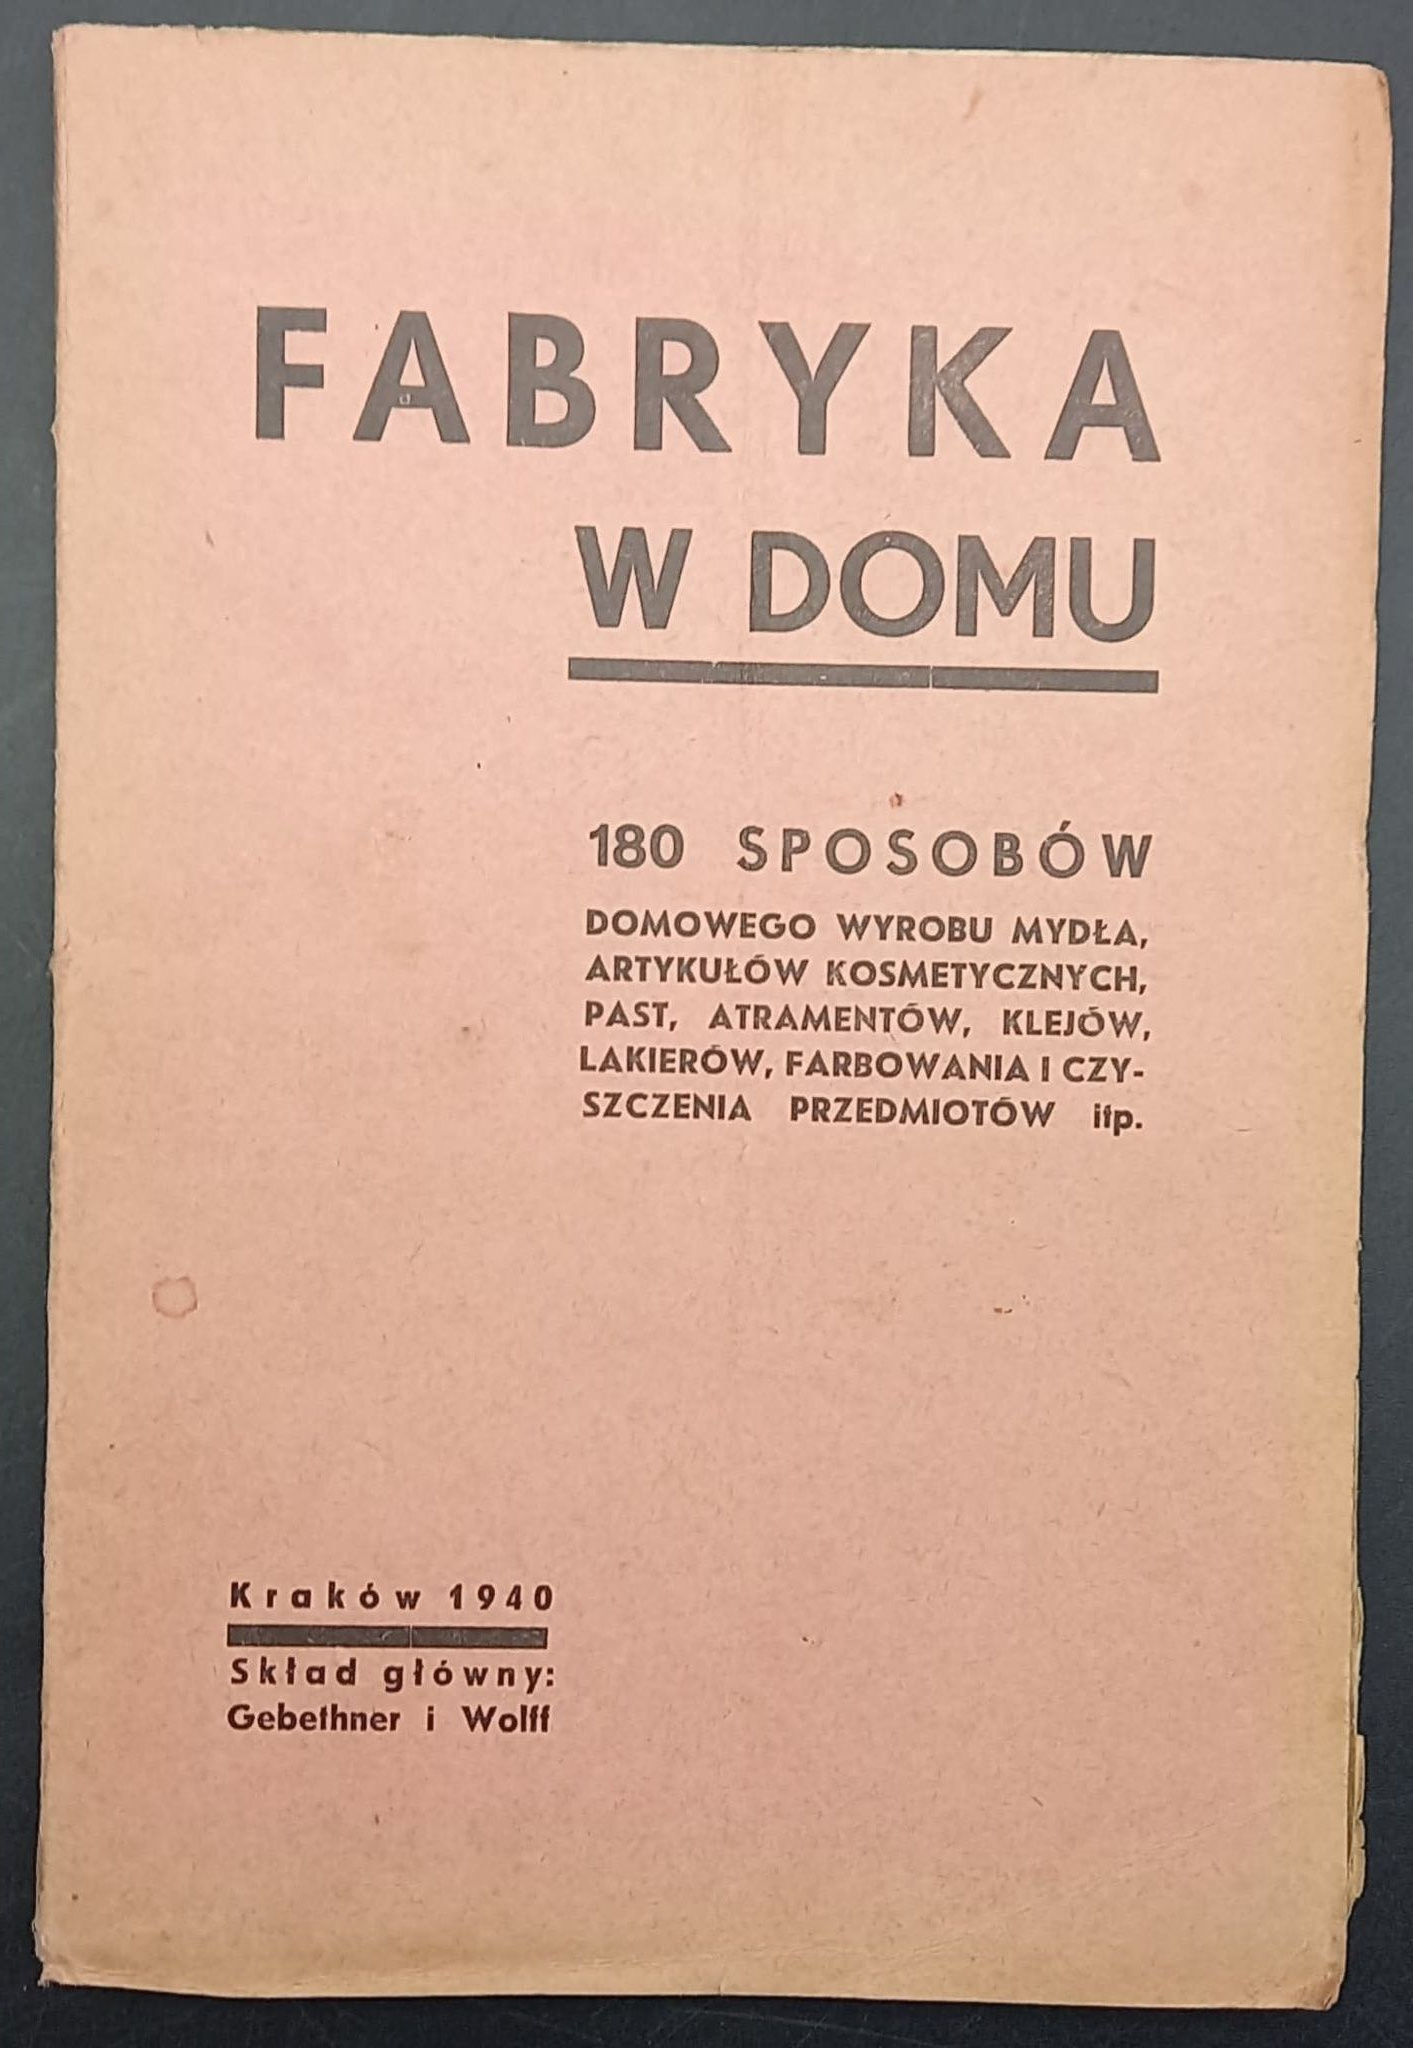 FABRYKA
W DOMU
180 SPOSOBÓW
DOMOWEGO WYROBU MYDŁA,
ARTYKUŁÓW KOSMETYCZNYCH,
PAST, ATRAMENTÓW, KLEJÓW,
LAKIERÓW, FARBOWANIA I CZY-
SZCZENIA PRZEDMIOTÓW itp.
Kraków 1940
Skład główny:
Gebethner i Wolff